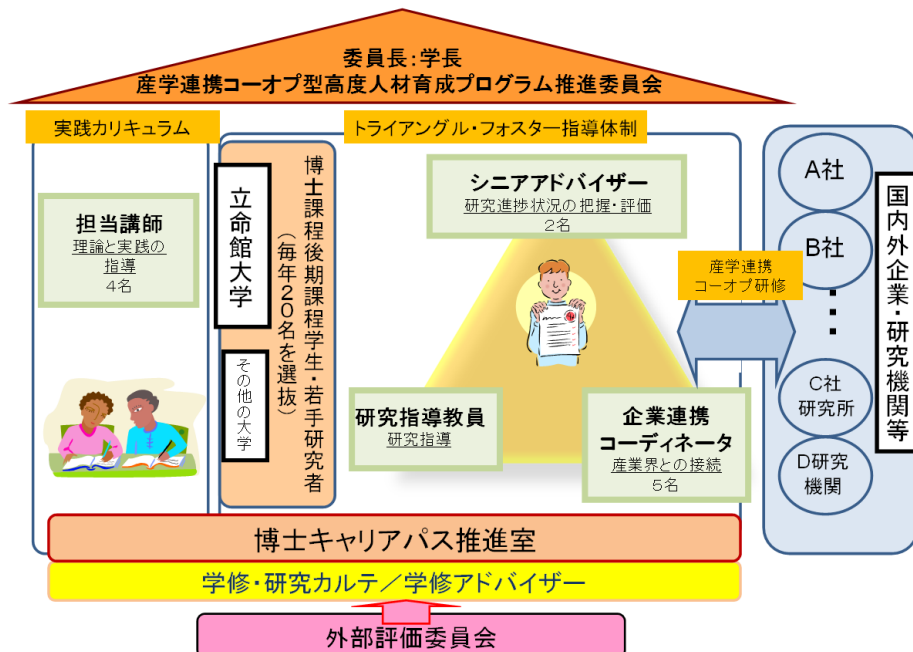 委員長:学長
産学連携コーオプ型高度人材育成プログラム推進委員会
実践カリキュラム
トライアングル・フォスター指導体制
担当講師
理論と実践の
指導
4名
立命館大学
その他の大学
博士課程後期課程学生・若手研究者
(毎年20名を選抜)
シニアアドバイザー
研究進捗状況の把握・評価
2名
研究指導教員
研究指導
企業連携
コーディネータ
産業界との接続
5名
産学連携
コーオプ研修
A社
B社
・・・
C社
研究所
D研究
機関
国内外企業・研究機関等
博士キャリアパス推進室
学修・研究カルテ/学修アドバイザー
外部評価委員会